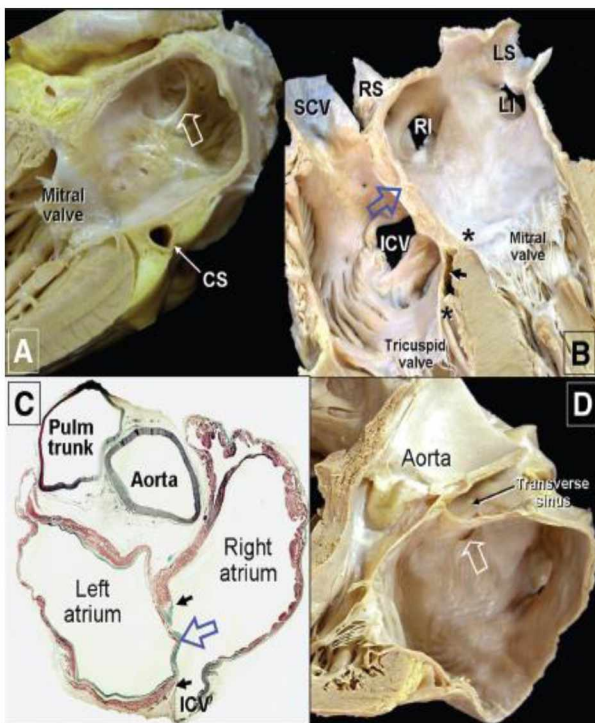 Mitral
valve
CS
A
SCV
RS
LS
RI
LI
ICV
*
Mitral
valve
*
Tricuspid
valve
B
C
Pulm
trunk
Aorta
Right
atrium
Left
atrium
ICV
D
Aorta
Transverse
sinus